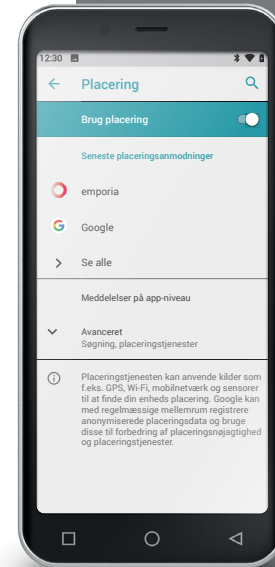 12:30
Placering
Brug placering
Seneste placeringsanmodninger
emporia
Google
Se alle
Meddelelser på app-niveau
Avanceret
Søgning, placeringstjenester
Placeringstjenesten kan anvende kilder som
f.eks. GPS, Wi-Fi, mobilnetværk og sensorer
til at finde din enheds placering. Google kan
med regelmæssige mellemrum registrere
anonymiserede placeringsdata og bruge
disse til forbedring af placeringsnøjagtighed
og placeringstjenester.